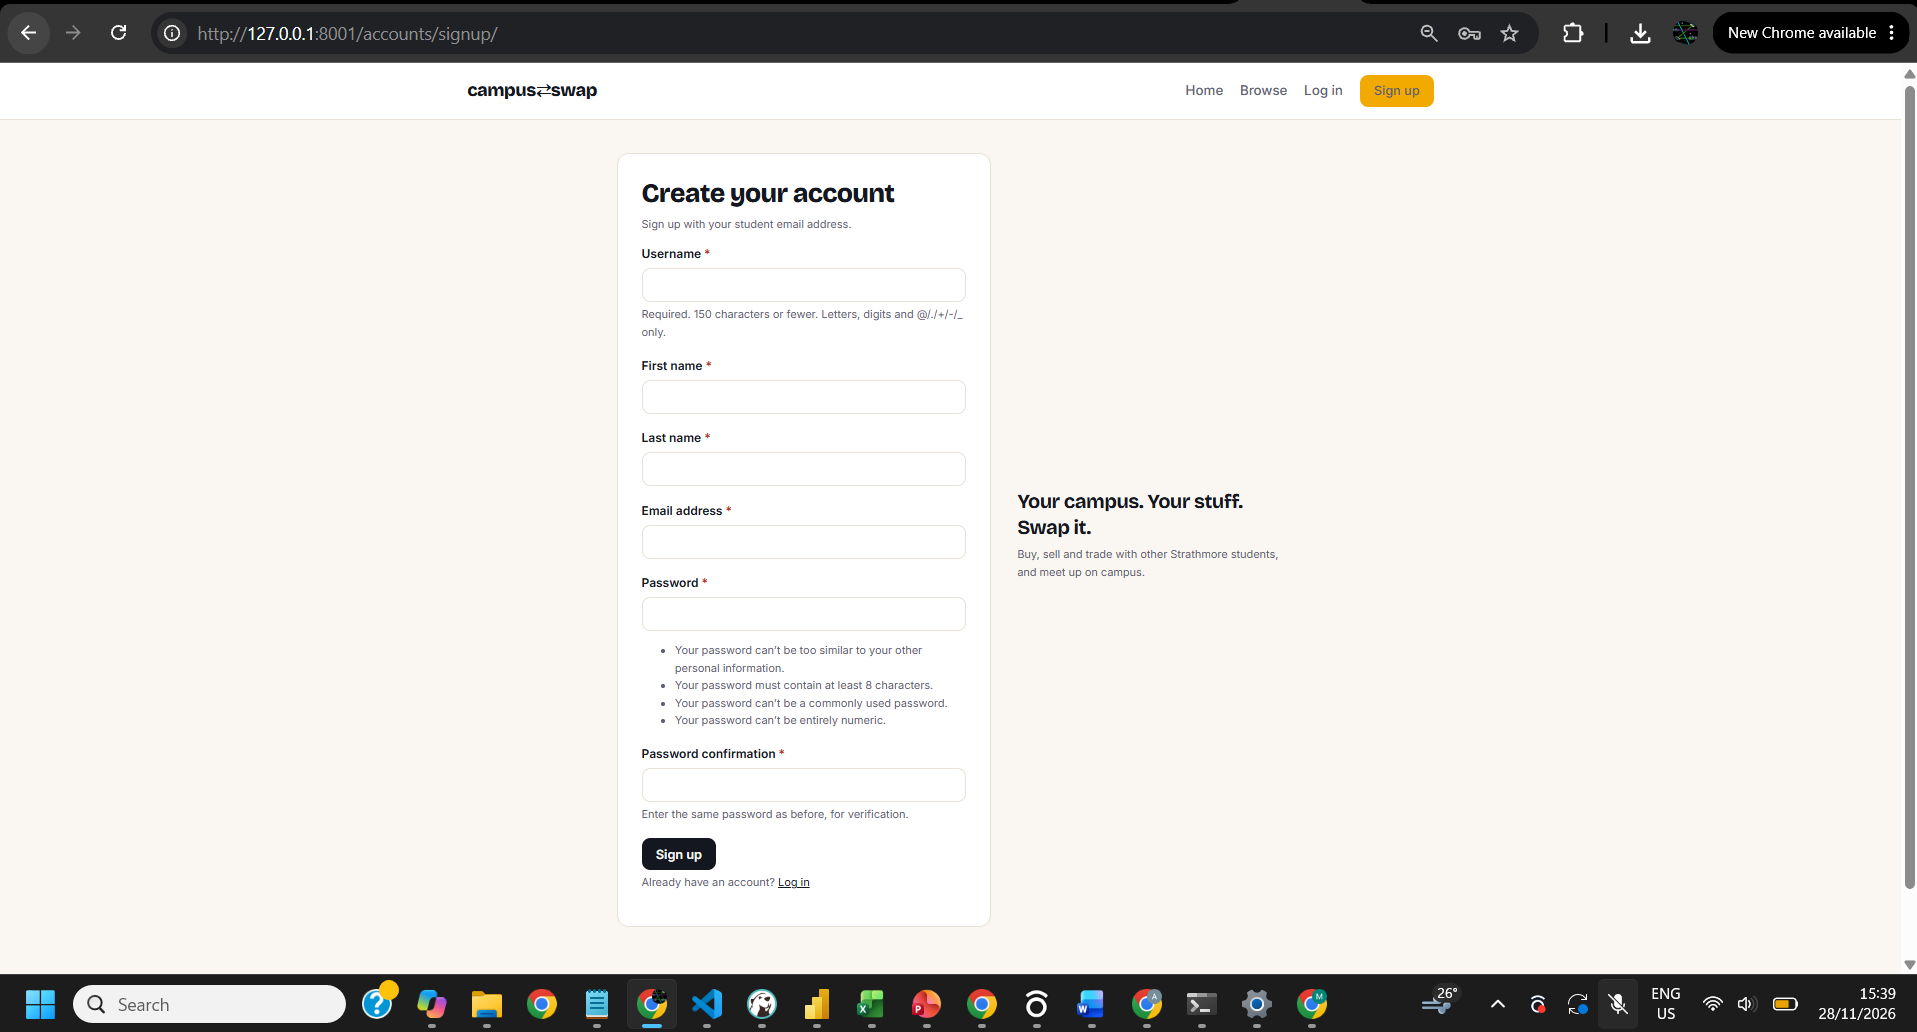 http://127.0.0.1:8001/accounts/signup/
New Chrome available
campus⇄swap
Home
Browse
Log in
Sign up
Create your account
Sign up with your student email address.
Username *
Required. 150 characters or fewer. Letters, digits and @/./+/-/_
only.
First name *
Last name *
Email address *
Password *
Your password can't be too similar to your other
personal information.
Your password must contain at least 8 characters.
Your password can't be a commonly used password.
Your password can't be entirely numeric.
Password confirmation *
Enter the same password as before, for verification.
Sign up
Already have an account? Log in
Your campus. Your stuff.
Swap it.
Buy, sell and trade with other Strathmore students,
and meet up on campus.
Search
26°
ENG
US
15:39
28/11/2026